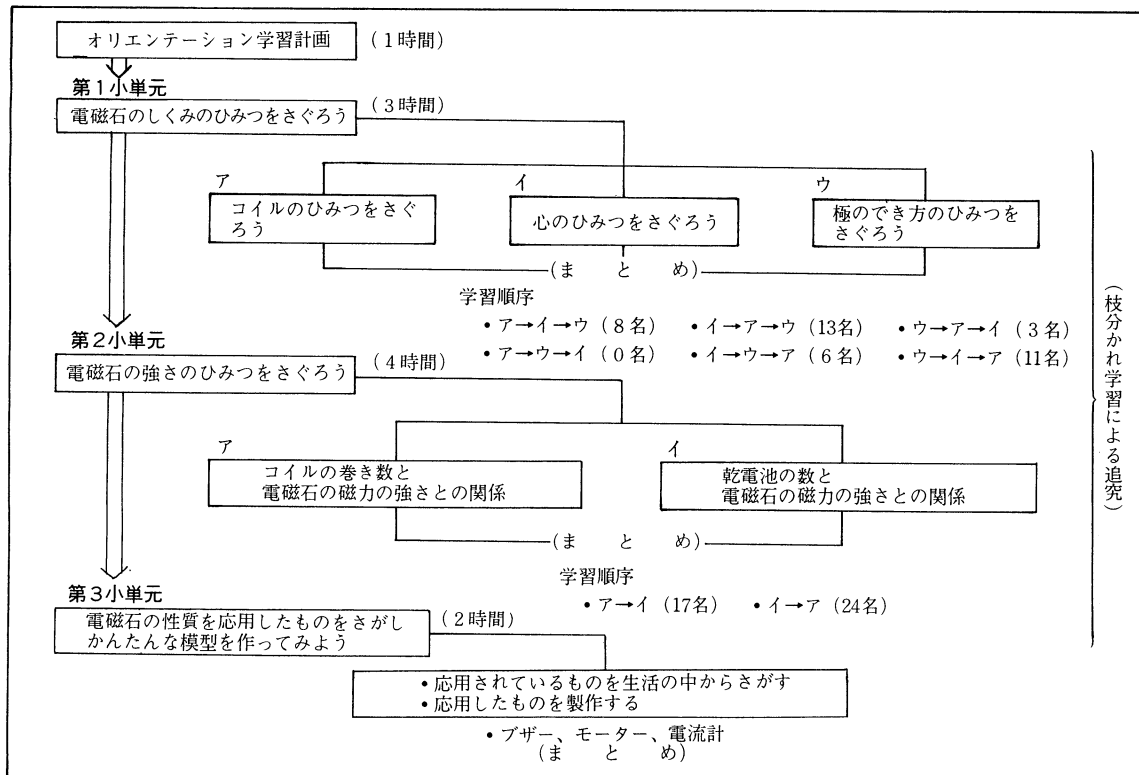 オリエンテーション学習計画 (1時間)
第1小単元
電磁石のしくみのひみつをさぐろう (3時間)
ア
コイルのひみつをさぐ
ろう
イ
心のひみつをさぐろう
ウ
極のでき方のひみつを
さぐろう
(ま と め)
学習順序
• ア→イ→ウ (8名) • イ→ア→ウ (13名) • ウ→ア→イ (3名)
• ア→ウ→イ (0名) • イ→ウ→ア (6名) • ウ→イ→ア (11名)
第2小単元
電磁石の強さのひみつをさぐろう (4時間)
ア
コイルの巻き数と
電磁石の磁力の強さとの関係
イ
乾電池の数と
電磁石の磁力の強さとの関係
(ま と め)
学習順序
• ア→イ (17名) • イ→ア (24名)
第3小単元
電磁石の性質を応用したものをさがし
かんたんな模型を作ってみよう (2時間)
• 応用されているものを生活の中からさがす
• 応用したものを製作する
• ブザー、モーター、電流計
(ま と め)
(枝分かれ学習による追究)